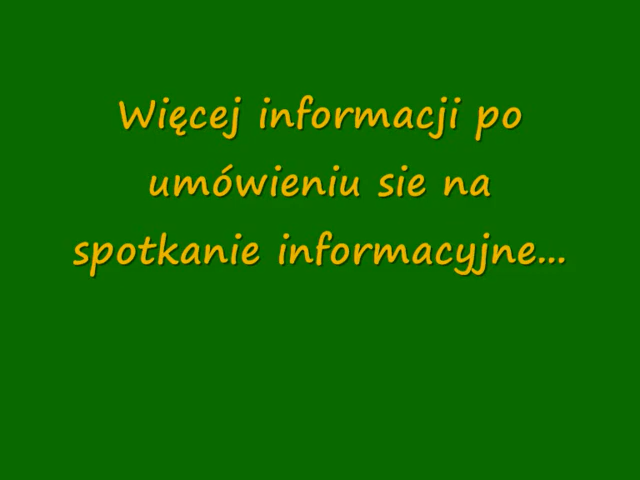 Więcej informacji po
umówieniu sie na
spotkanie informacyjne...